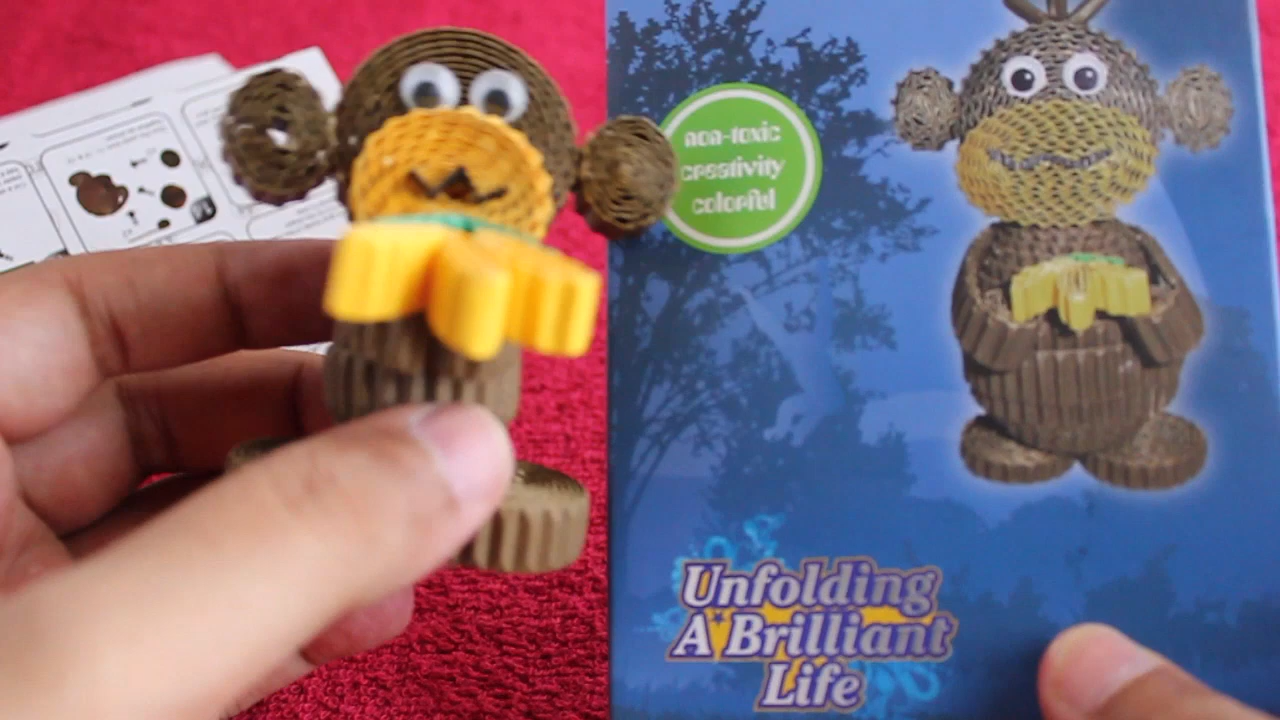 non-toxic
creativity
colorful
Unfolding
A Brilliant
Life